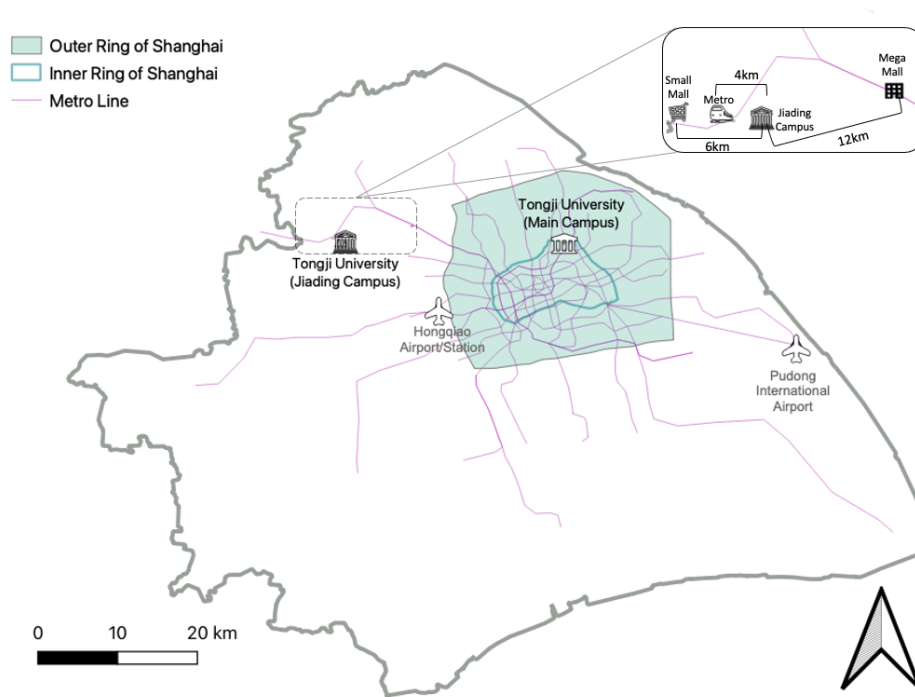 Outer Ring of Shanghai
Inner Ring of Shanghai
Metro Line
Small
Mall
Metro
4km
Jiading
Campus
Mega
Mall
6km
12km
Tongji University
(Main Campus)
Tongji University
(Jiading Campus)
Hongqiao
Airport/Station
Pudong
International
Airport
0 10 20 km